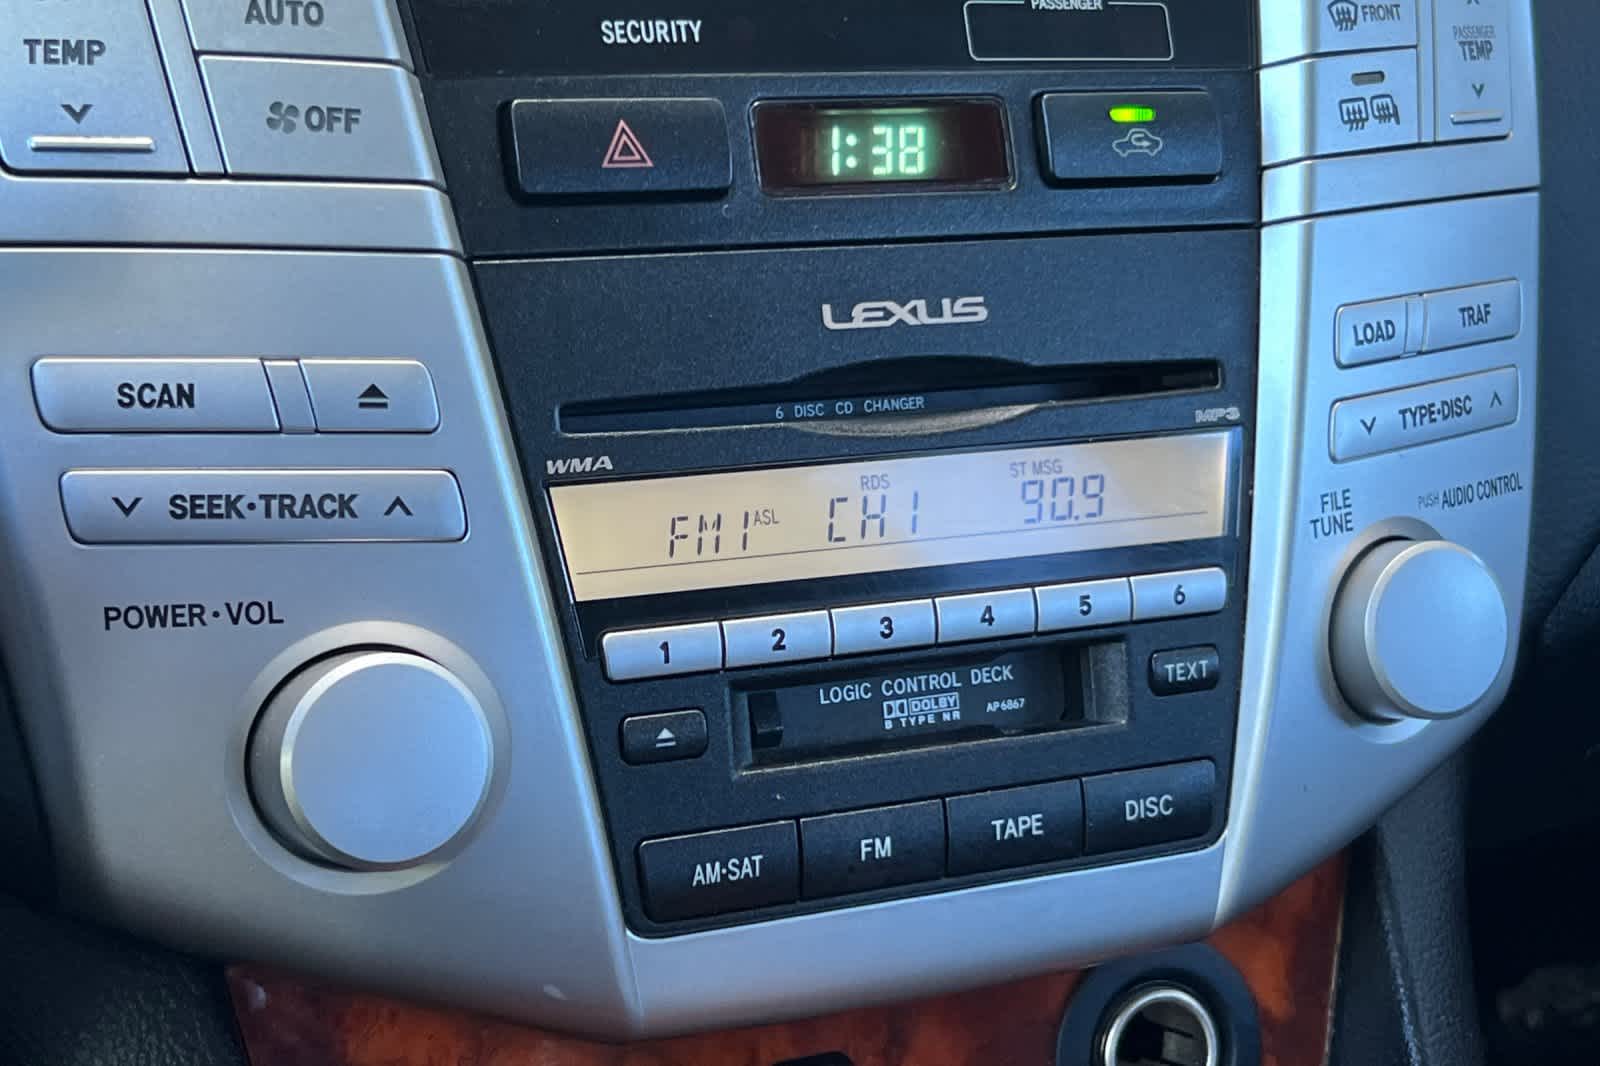 AUTO
TEMP
OFF
SECURITY
PASSENGER
FRONT
PASSENGER
TEMP
1:38
LEXUS
LOAD
TRAF
SCAN
6 DISC CD CHANGER
TYPE•DISC
WMA
MP3
SEEK•TRACK
FM1 ASL
RDS
CH 1
ST MSG
90.9
FILE
TUNE
PUSH AUDIO CONTROL
POWER•VOL
1 2 3 4 5 6
LOGIC CONTROL DECK
DOLBY
B TYPE NR
AP6867
TEXT
AM•SAT
FM
TAPE
DISC